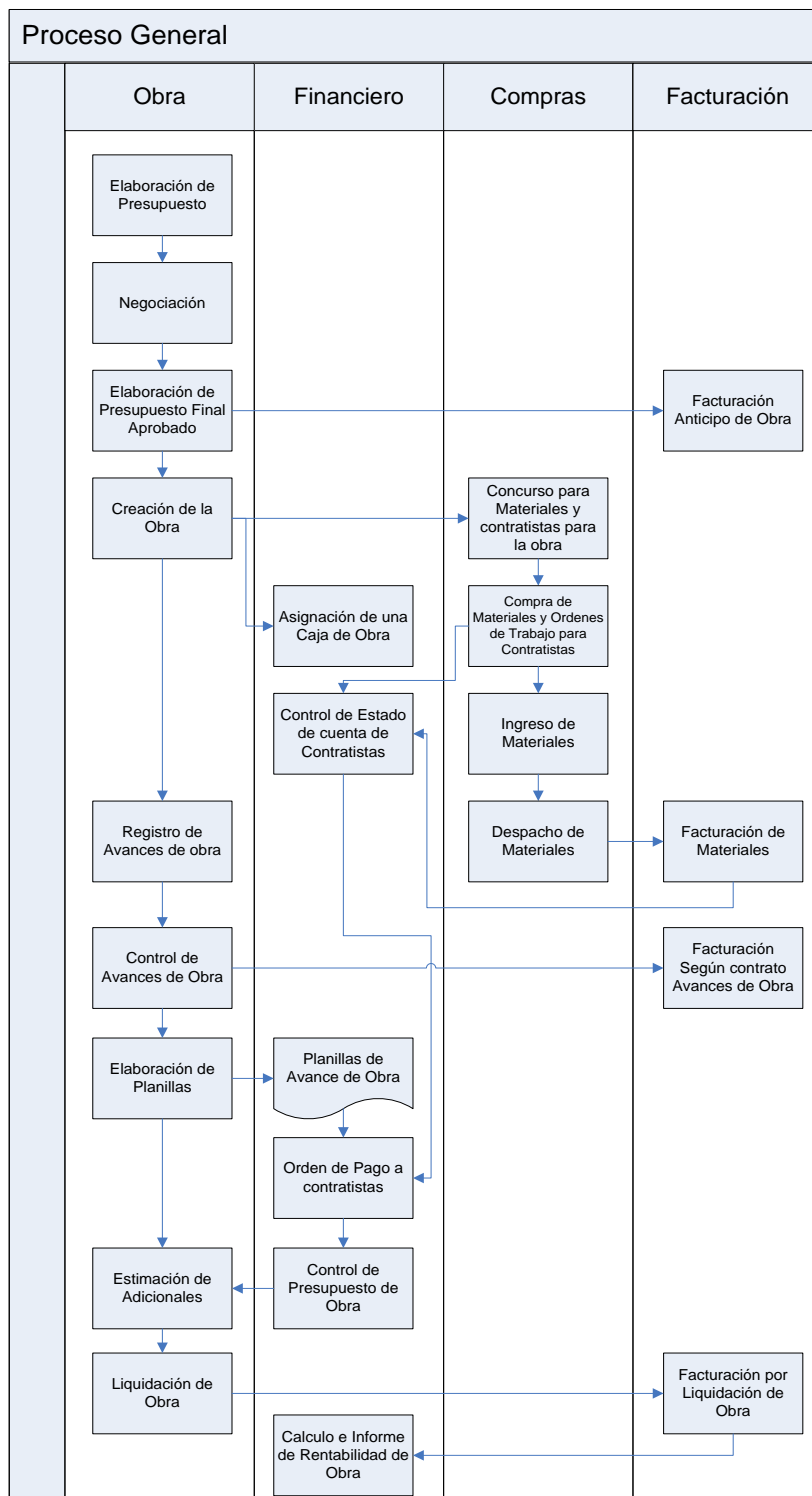 Proceso General
Obra
Financiero
Compras
Facturación
Elaboración de
Presupuesto
Negociación
Elaboración de
Presupuesto Final
Aprobado
Facturación
Anticipo de Obra
Creación de la
Obra
Concurso para
Materiales y
contratistas para
la obra
Asignación de una
Caja de Obra
Compra de
Materiales y Ordenes
de Trabajo para
Contratistas
Control de Estado
de cuenta de
Contratistas
Ingreso de
Materiales
Registro de
Avances de obra
Despacho de
Materiales
Facturación de
Materiales
Control de
Avances de Obra
Facturación
Según contrato
Avances de Obra
Elaboración de
Planillas
Planillas de
Avance de Obra
Orden de Pago a
contratistas
Estimación de
Adicionales
Control de
Presupuesto de
Obra
Liquidación de
Obra
Facturación por
Liquidación de
Obra
Calculo e Informe
de Rentabilidad de
Obra